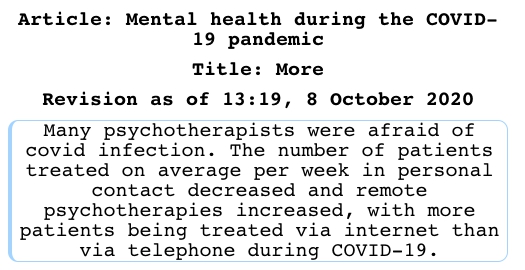 Article: Mental health during the COVID-
19 pandemic
Title: More
Revision as of 13:19, 8 October 2020
Many psychotherapists were afraid of
covid infection. The number of patients
treated on average per week in personal
contact decreased and remote
psychotherapies increased, with more
patients being treated via internet than
via telephone during COVID-19.